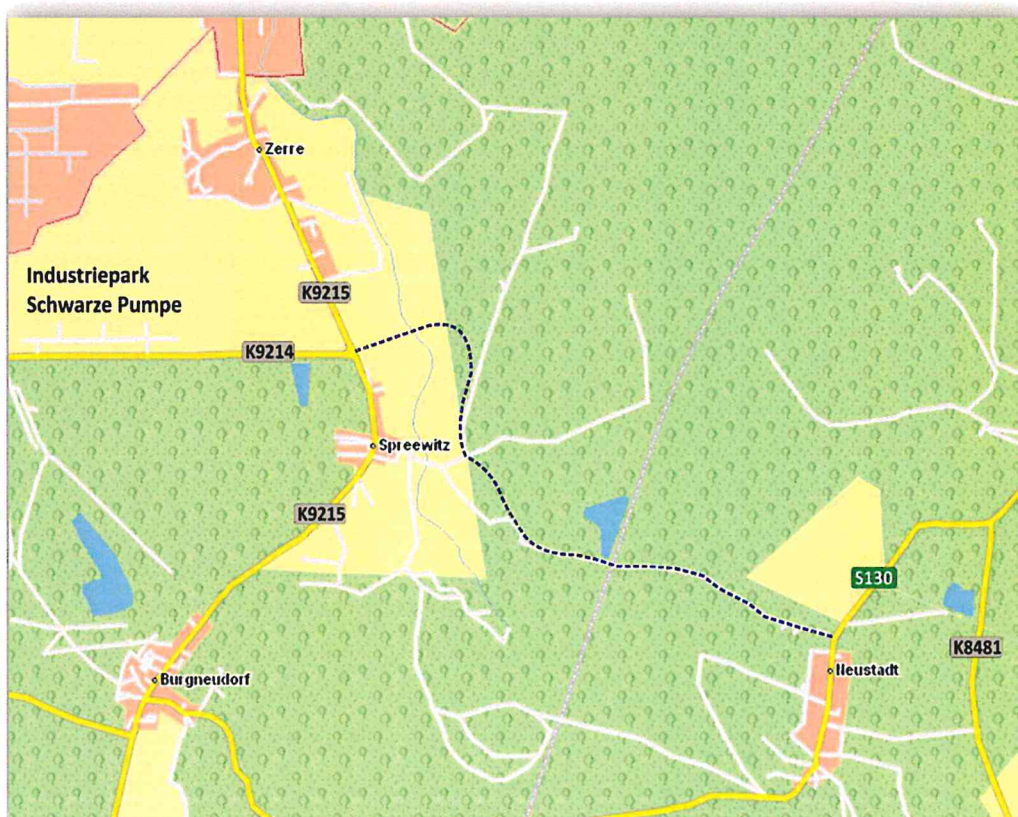 Zerre
Industriepark
Schwarze Pumpe
K9215
K9214
Spreewitz
K9215
S130
K8481
Burgneudorf
Neustadt